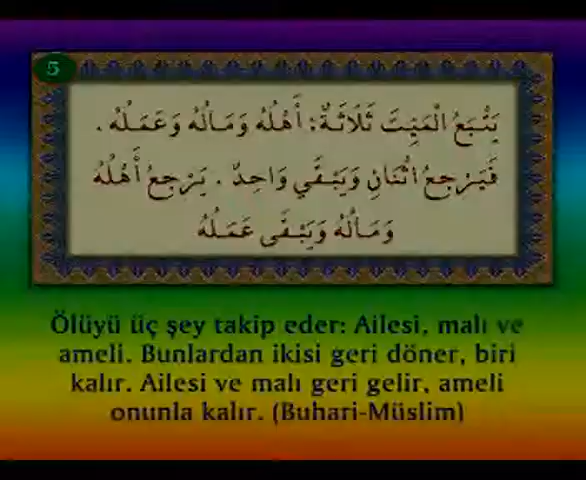 5
يَتْبَعُ الْمَيِّتَ ثَلَاثَةٌ: أَهْلُهُ وَمَالُهُ وَعَمَلُهُ .
فَيَرْجِعُ اثْنَانِ وَيَبْقَي وَاحِدٌ . يَرْجِعُ أَهْلُهُ
وَمَالُهُ وَيَبْقَى عَمَلُهُ
Ölüyü üç şey takip eder: Ailesi, malı ve
ameli. Bunlardan ikisi geri döner, biri
kalır. Ailesi ve malı geri gelir, ameli
onunla kalır. (Buhari-Müslim)